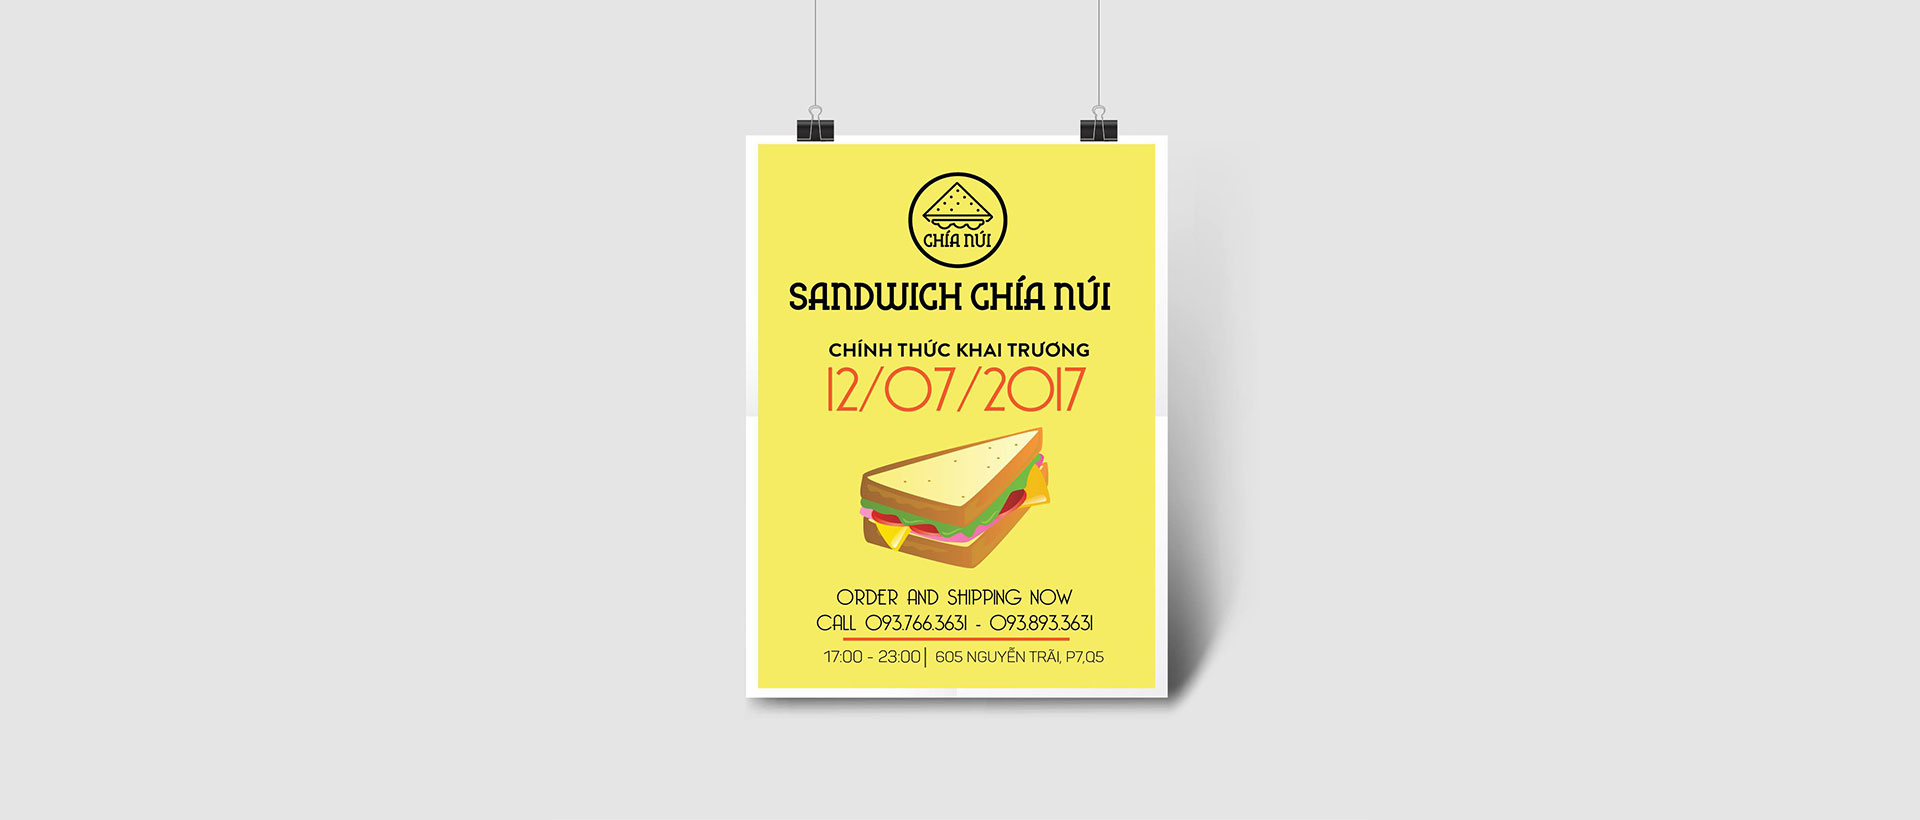 CHÍA NÚI
SANDWICH CHÍA NÚI
CHÍNH THỨC KHAI TRƯƠNG
12/07/2017
ORDER AND SHIPPING NOW
CALL 093.766.3631 - 093.893.3631
17:00 - 23:00 | 605 NGUYỄN TRÃI, P7,Q5